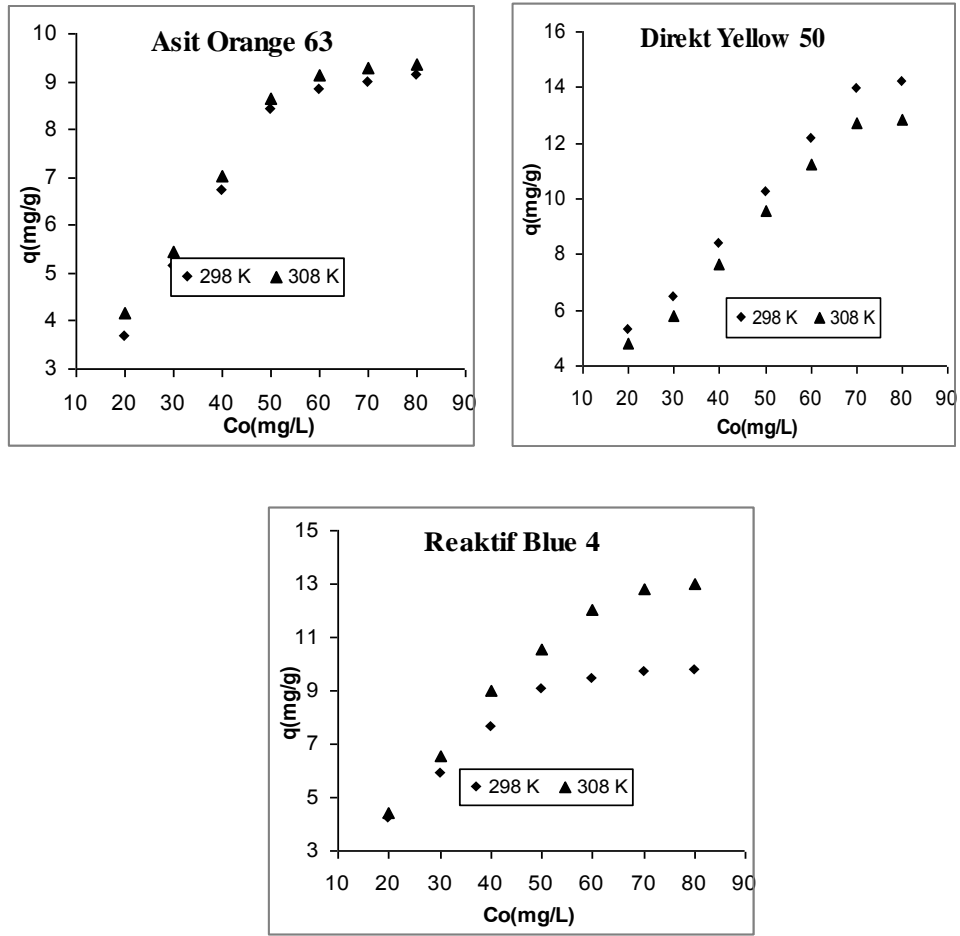 Asit Orange 63
10
9
8
7
6
5
4
3
q(mg/g)
298 K 308 K
10 20 30 40 50 60 70 80 90
Co(mg/L)
Direkt Yellow 50
16
14
12
10
8
6
4
q(mg/g)
298 K 308 K
10 20 30 40 50 60 70 80 90
Co(mg/L)
Reaktif Blue 4
15
13
11
9
7
5
3
q(mg/g)
298 K 308 K
10 20 30 40 50 60 70 80 90
Co(mg/L)